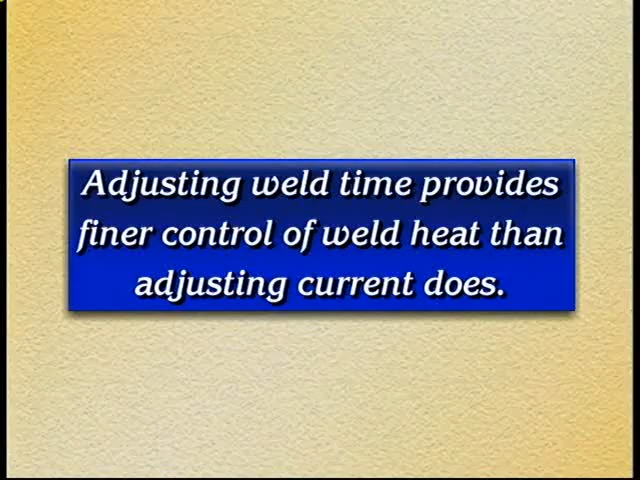 Adjusting weld time provides
finer control of weld heat than
adjusting current does.